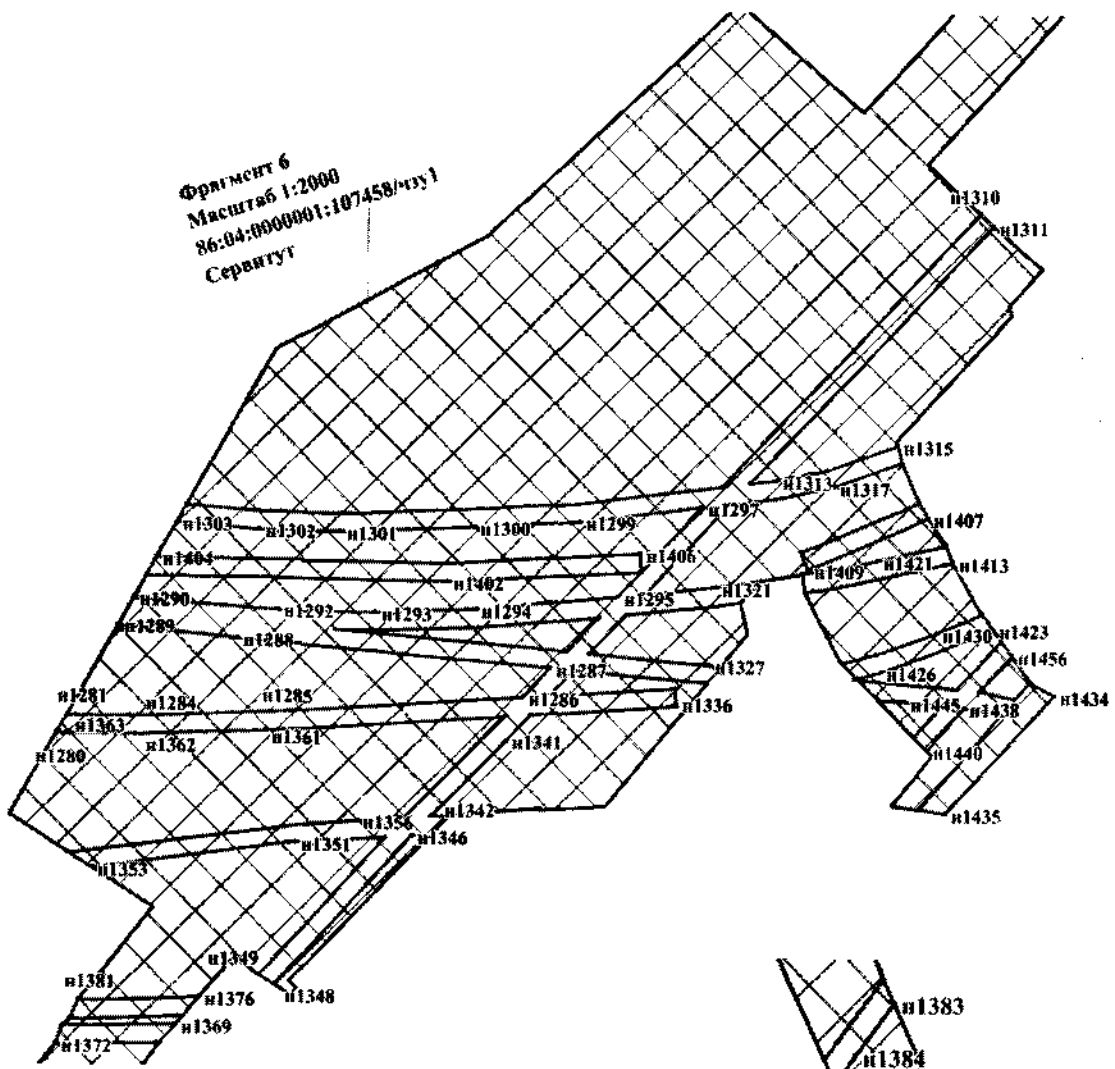 Фрагмент 6
Масштаб 1:2000
86:04:0000001:107458/чзу1
Сервитут
н1310
н1311
н1315
н1313
н1317
н1297
н1303
н1302
н1301
н1300
н1299
н1407
н1404
н1406
н1421
н1413
н1402
н1409
н1290
н1292
н1293
н1294
н1295
н1321
н1289
н1288
н1430
н1423
н1287
н1327
н1426
н1456
н1281
н1284
н1285
н1286
н1336
н1445
н1438
н1434
н1363
н1362
н1361
н1341
н1280
н1440
н1342
н1435
н1356
н1346
н1351
н1353
н1349
н1348
н1381
н1376
н1369
н1372
н1383
н1384